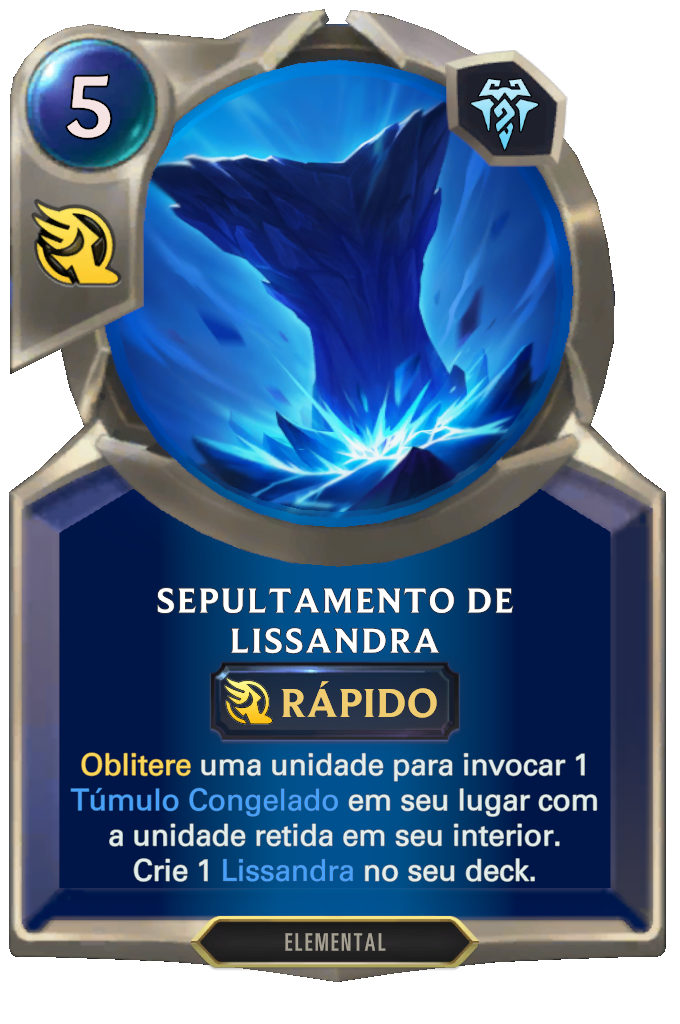 5
SEPULTAMENTO DE
LISSANDRA
RÁPIDO
Oblitere uma unidade para invocar 1
Túmulo Congelado em seu lugar com
a unidade retida em seu interior.
Crie 1 Lissandra no seu deck.
ELEMENTAL